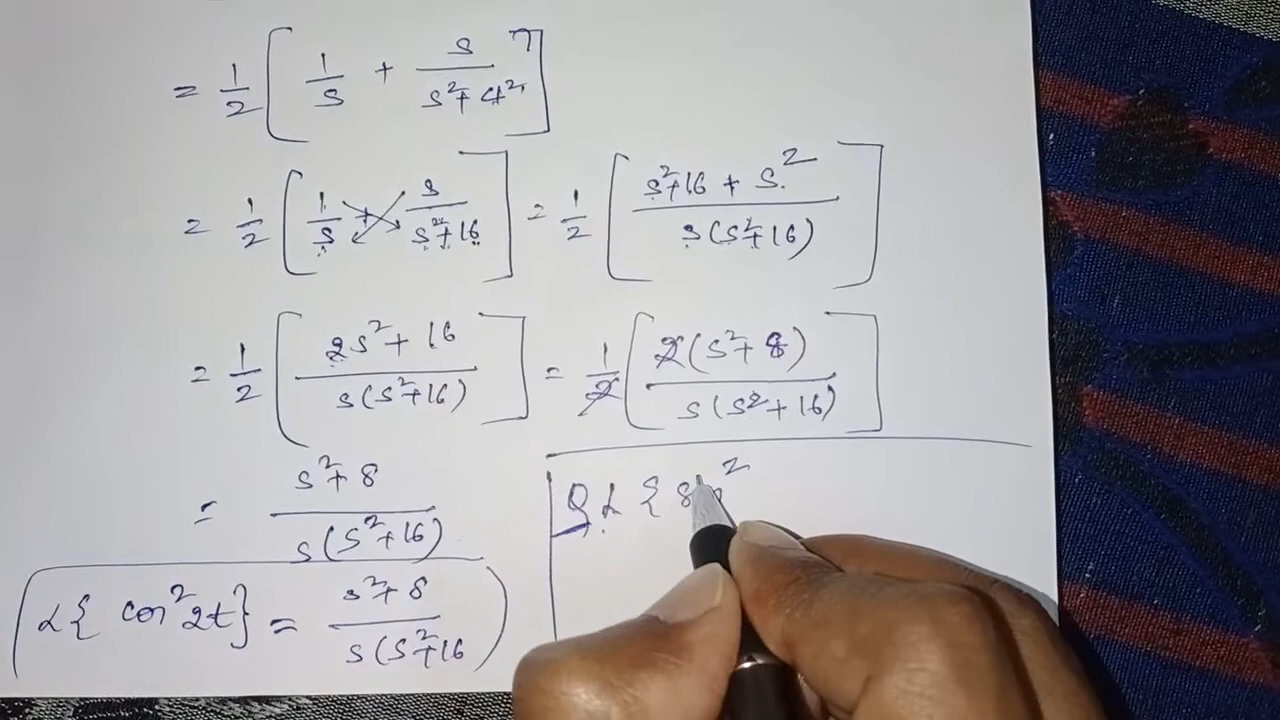 = 1/2 [ 1/s + s/(s²+4²) ]
= 1/2 [ 1/s + s/(s²+16) ] = 1/2 [ (s²+16+s²)/(s(s²+16)) ]
= 1/2 [ (2s²+16)/(s(s²+16)) ] = 1/2 [ 2(s²+8)/(s(s²+16)) ]
= (s²+8)/(s(s²+16))
L{ cos²2t } = (s²+8)/(s(s²+16
Q L {